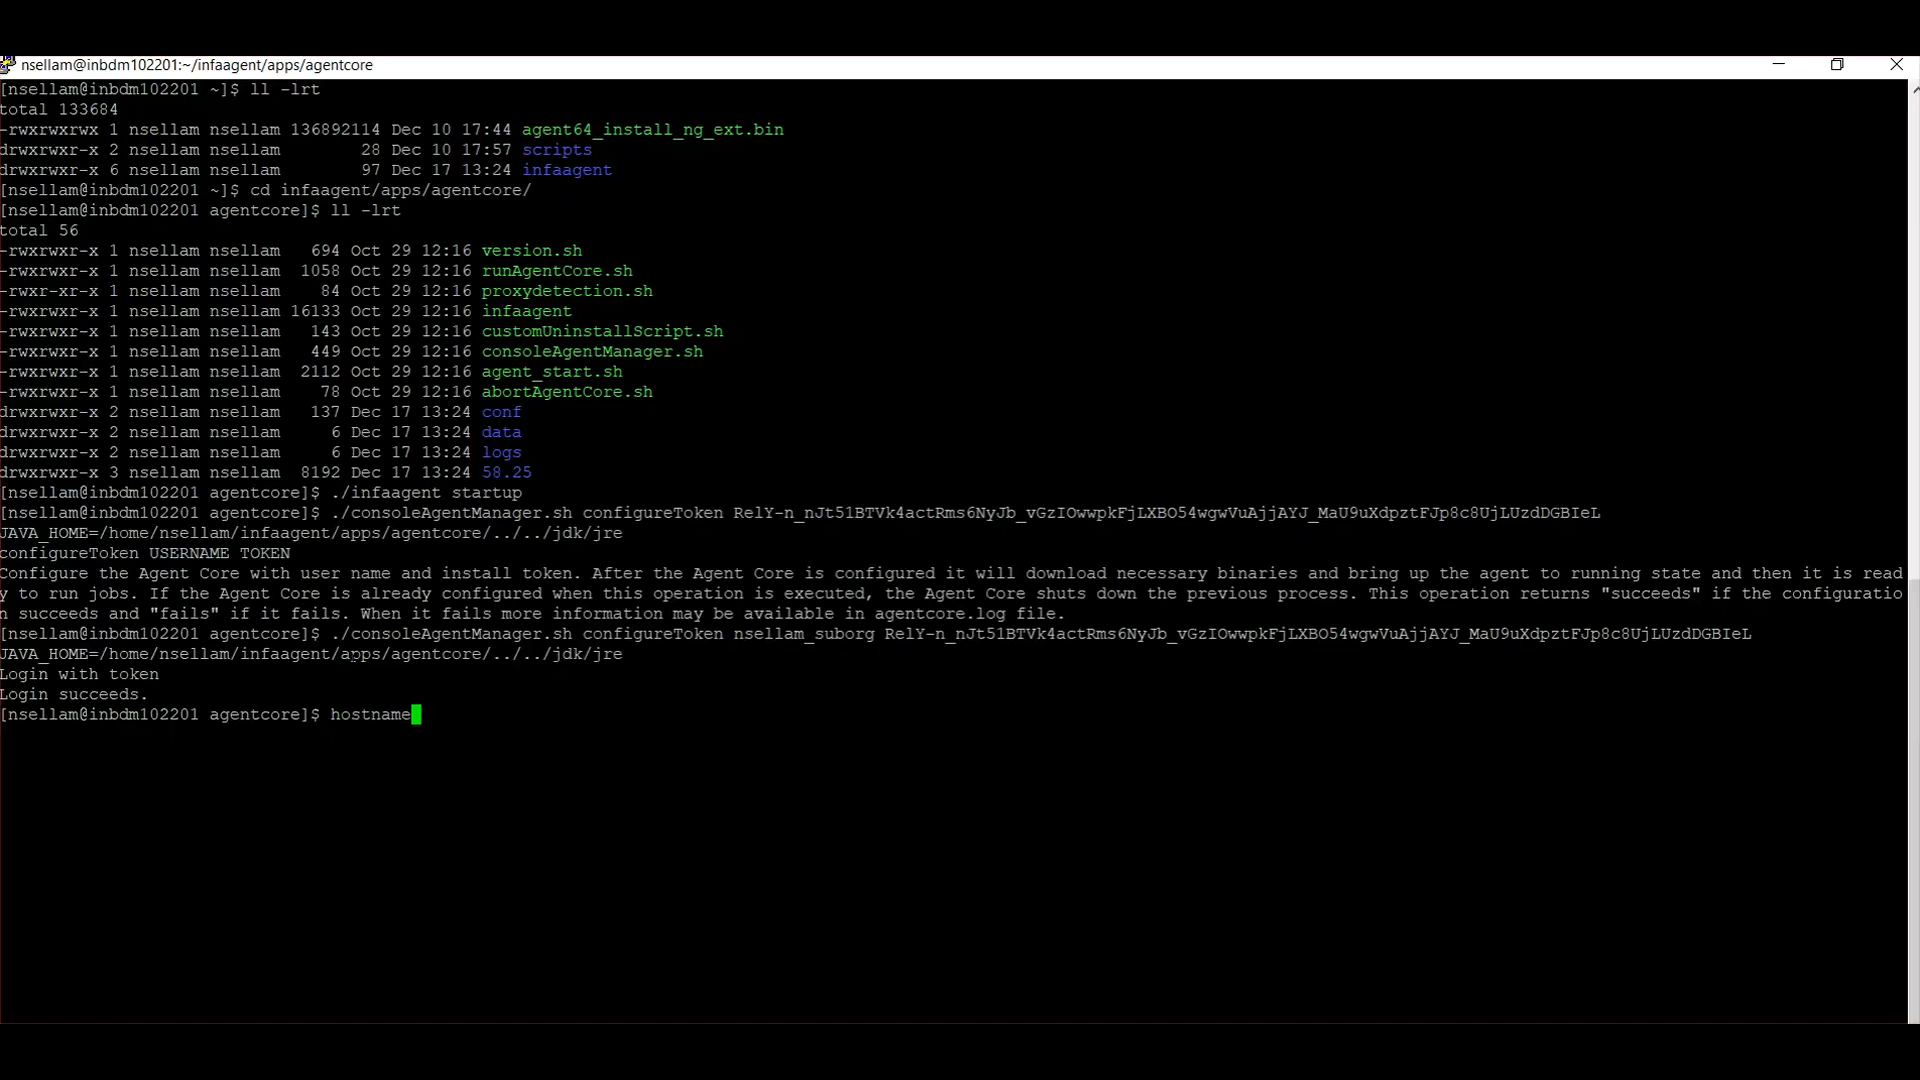 nsellam@inbdm102201:~/infaagent/apps/agentcore
[nsellam@inbdm102201 ~]$ ll -lrt
total 133684
-rwxrwxrwx 1 nsellam nsellam 136892114 Dec 10 17:44 agent64_install_ng_ext.bin
drwxrwxr-x 2 nsellam nsellam        28 Dec 10 17:57 scripts
drwxrwxr-x 6 nsellam nsellam        97 Dec 17 13:24 infaagent
[nsellam@inbdm102201 ~]$ cd infaagent/apps/agentcore/
[nsellam@inbdm102201 agentcore]$ ll -lrt
total 56
-rwxrwxr-x 1 nsellam nsellam   694 Oct 29 12:16 version.sh
-rwxrwxr-x 1 nsellam nsellam  1058 Oct 29 12:16 runAgentCore.sh
-rwxr-xr-x 1 nsellam nsellam    84 Oct 29 12:16 proxydetection.sh
-rwxrwxr-x 1 nsellam nsellam 16133 Oct 29 12:16 infaagent
-rwxrwxr-x 1 nsellam nsellam   143 Oct 29 12:16 customUninstallScript.sh
-rwxrwxr-x 1 nsellam nsellam   449 Oct 29 12:16 consoleAgentManager.sh
-rwxrwxr-x 1 nsellam nsellam  2112 Oct 29 12:16 agent_start.sh
-rwxrwxr-x 1 nsellam nsellam    78 Oct 29 12:16 abortAgentCore.sh
drwxrwxr-x 2 nsellam nsellam   137 Dec 17 13:24 conf
drwxrwxr-x 2 nsellam nsellam     6 Dec 17 13:24 data
drwxrwxr-x 2 nsellam nsellam     6 Dec 17 13:24 logs
drwxrwxr-x 3 nsellam nsellam  8192 Dec 17 13:24 58.25
[nsellam@inbdm102201 agentcore]$ ./infaagent startup
[nsellam@inbdm102201 agentcore]$ ./consoleAgentManager.sh configureToken RelY-n_nJt51BTVk4actRms6NyJb_vGzIOwwpkFjLXBO54wgwVuAjjAYJ_MaU9uXdpztFJp8c8UjLUzdDGBIeL
JAVA_HOME=/home/nsellam/infaagent/apps/agentcore/../../jdk/jre
configureToken USERNAME TOKEN
Configure the Agent Core with user name and install token. After the Agent Core is configured it will download necessary binaries and bring up the agent to running state and then it is read
y to run jobs. If the Agent Core is already configured when this operation is executed, the Agent Core shuts down the previous process. This operation returns "succeeds" if the configuratio
n succeeds and "fails" if it fails. When it fails more information may be available in agentcore.log file.
[nsellam@inbdm102201 agentcore]$ ./consoleAgentManager.sh configureToken nsellam_suborg RelY-n_nJt51BTVk4actRms6NyJb_vGzIOwwpkFjLXBO54wgwVuAjjAYJ_MaU9uXdpztFJp8c8UjLUzdDGBIeL
JAVA_HOME=/home/nsellam/infaagent/apps/agentcore/../../jdk/jre
Login with token
Login succeeds.
[nsellam@inbdm102201 agentcore]$ hostname